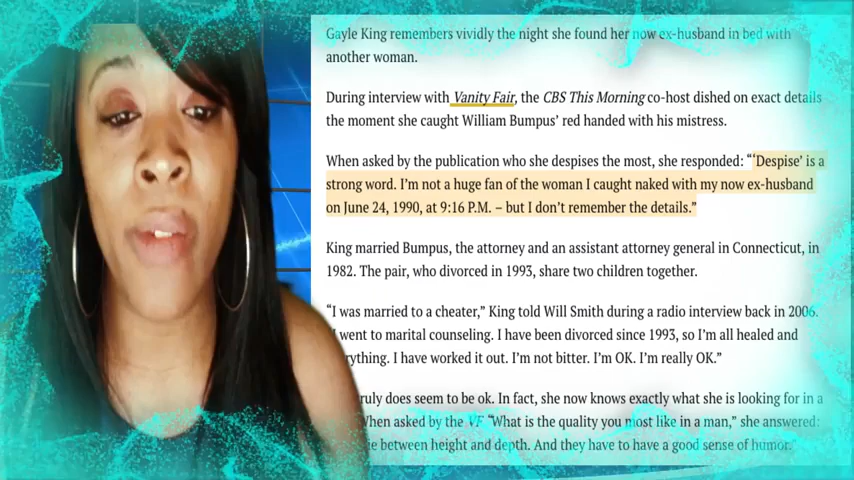 Gayle King remembers vividly the night she found her now ex-husband in bed with
another woman.
During interview with Vanity Fair, the CBS This Morning co-host dished on exact details
the moment she caught William Bumpus’ red handed with his mistress.
When asked by the publication who she despises the most, she responded: “‘Despise’ is a
strong word. I’m not a huge fan of the woman I caught naked with my now ex-husband
on June 24, 1990, at 9:16 P.M. – but I don’t remember the details.”
King married Bumpus, the attorney and an assistant attorney general in Connecticut, in
1982. The pair, who divorced in 1993, share two children together.
“I was married to a cheater,” King told Will Smith during a radio interview back in 2006.
went to marital counseling. I have been divorced since 1993, so I’m all healed and
rything. I have worked it out. I’m not bitter. I’m OK. I’m really OK.”
ruly does seem to be ok. In fact, she now knows exactly what she is looking for in a
When asked by the VF “What is the quality you most like in a man,” she answered:
ie between height and depth. And they have to have a good sense of humor.”